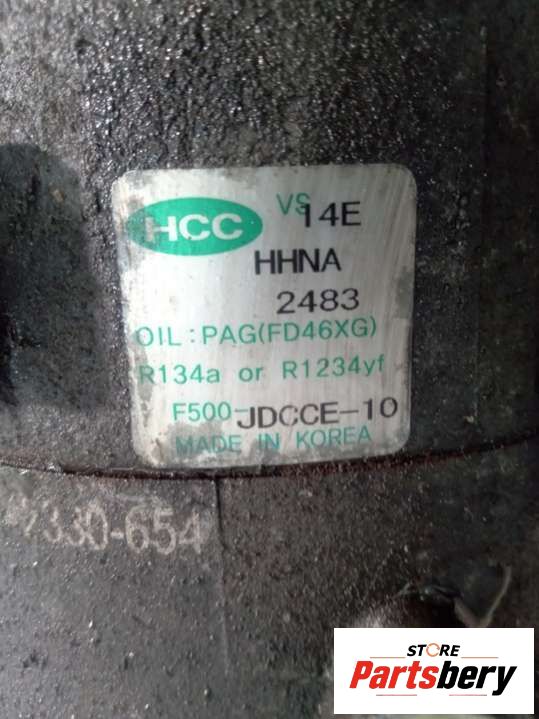 HCC VS 14E
HHNA
2483
OIL : PAG(FD46XG)
R134a or R1234yf
F500-JDCCE-10
MADE IN KOREA
330-654
STORE
Partsbery